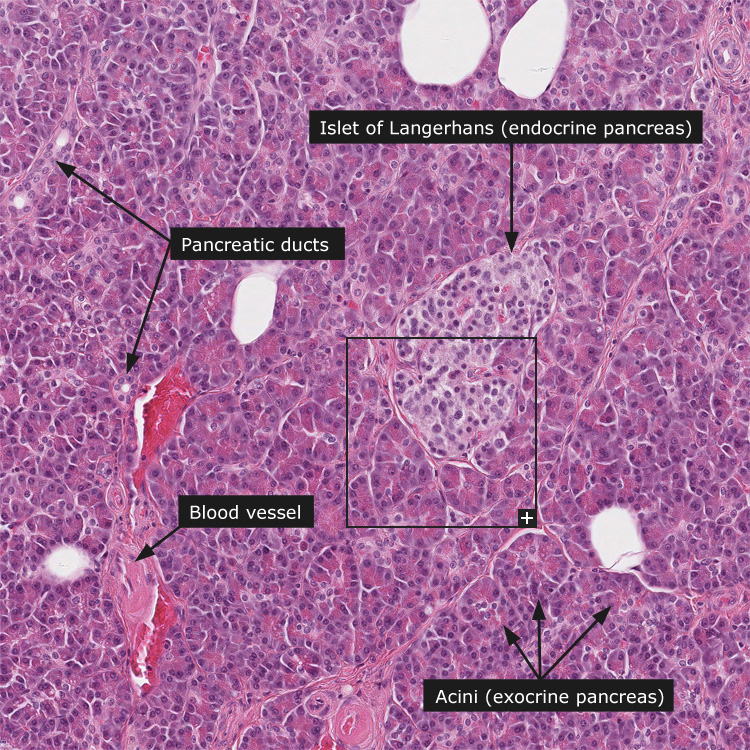 Islet of Langerhans (endocrine pancreas)
Pancreatic ducts
Blood vessel
Acini (exocrine pancreas)